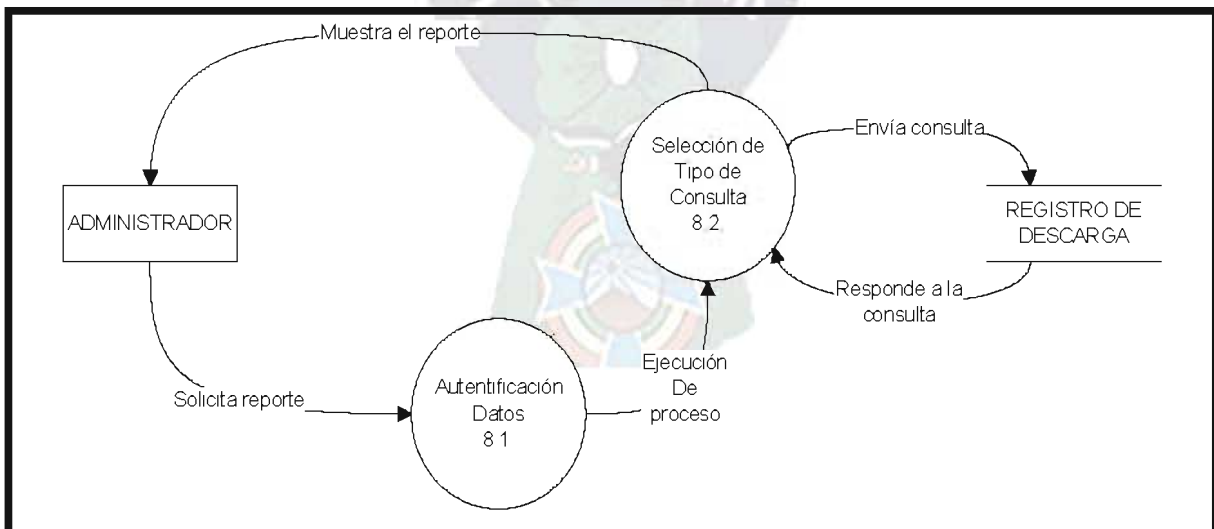 Muestra el reporte
Selección de
Tipo de
Consulta
8.2
Envía consulta
ADMINISTRADOR
REGISTRO DE
DESCARGA
Responde a la
consulta
Ejecución
De
proceso
Autentificación
Datos
8.1
Solicita reporte